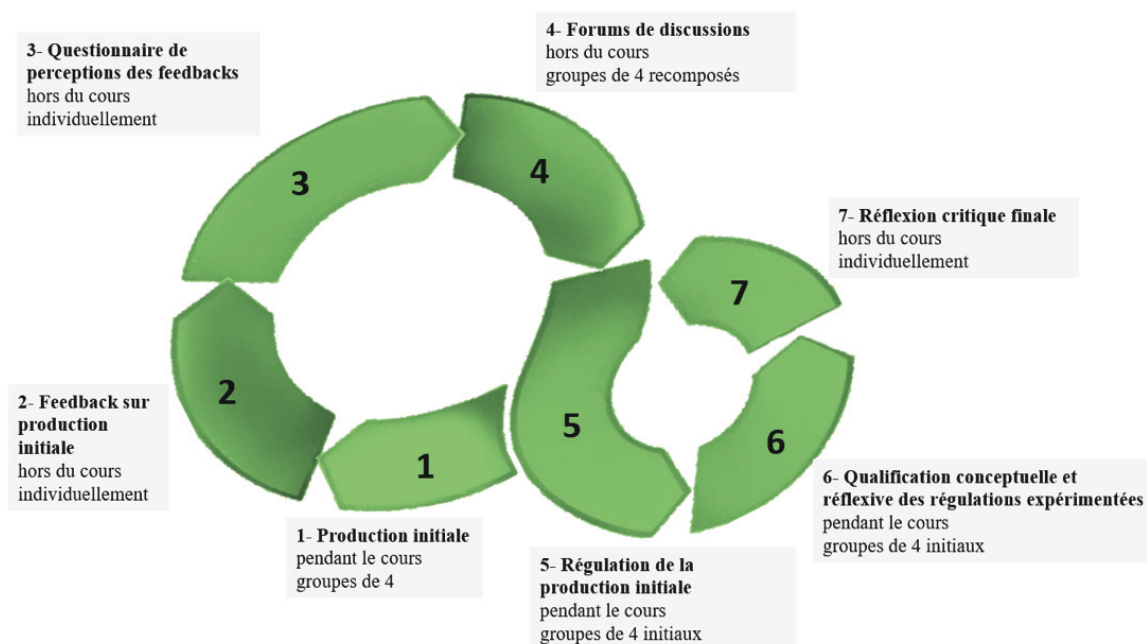 3- Questionnaire de
perceptions des feedbacks
hors du cours
individuellement
4- Forums de discussions
hors du cours
groupes de 4 recomposés
3
4
7- Réflexion critique finale
hors du cours
individuellement
7
2
2- Feedback sur
production
initiale
hors du cours
individuellement
1
5
6
1- Production initiale
pendant le cours
groupes de 4
6- Qualification conceptuelle et
réflexive des régulations expérimentées
pendant le cours
groupes de 4 initiaux
5- Régulation de la
production initiale
pendant le cours
groupes de 4 initiaux